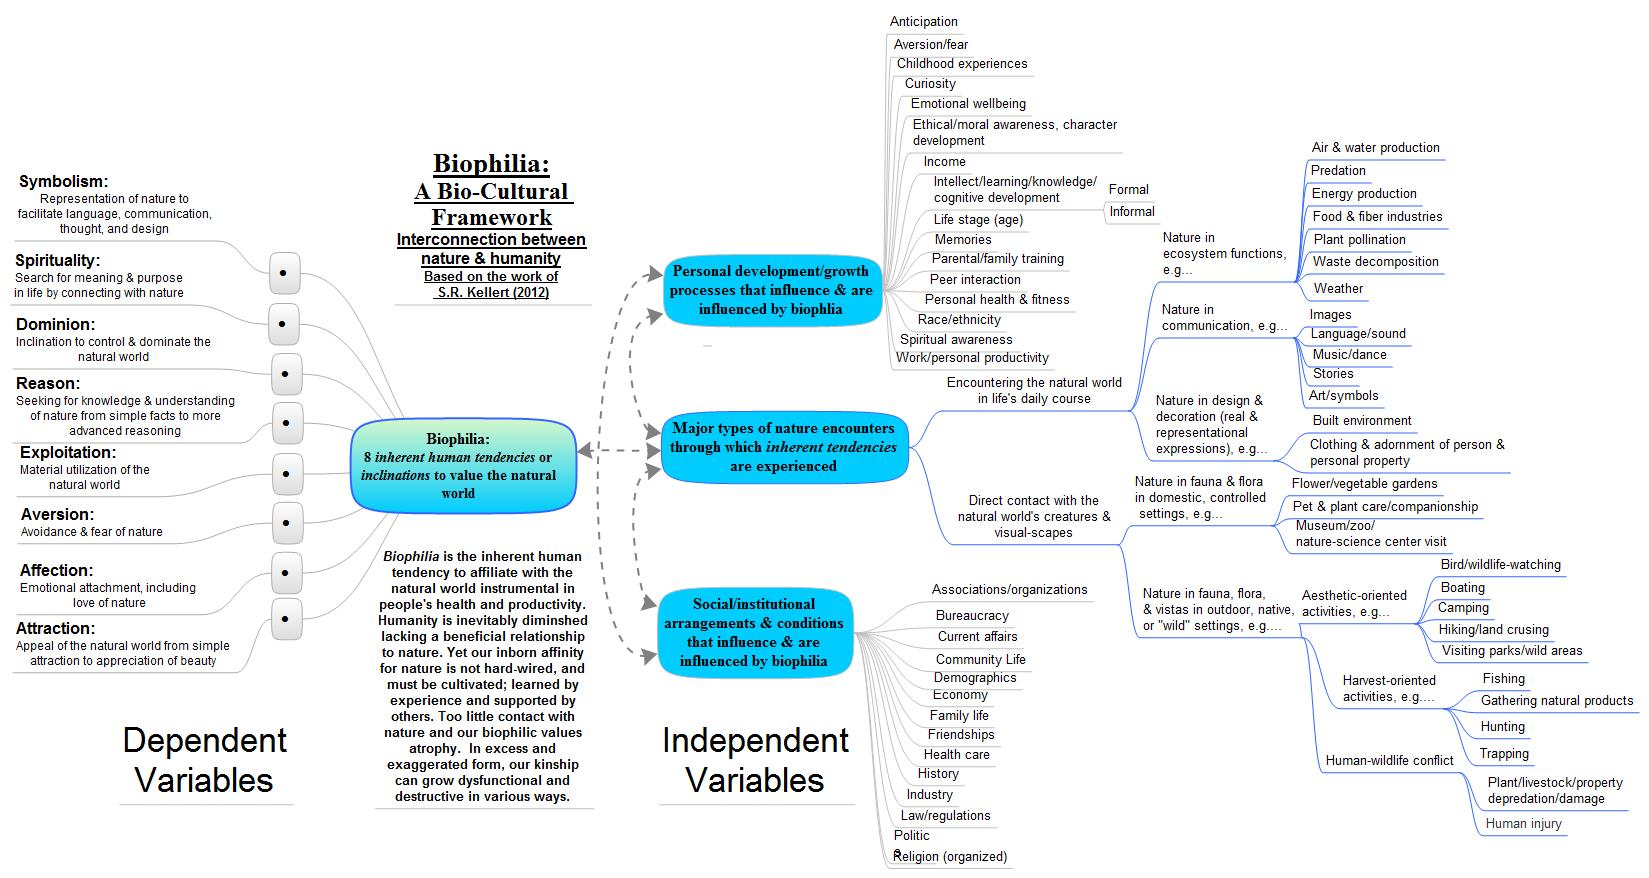 Biophilia:
A Bio-Cultural
Framework
Interconnection between
nature & humanity
Based on the work of
S.R. Kellert (2012)
Symbolism:
Representation of nature to
facilitate language, communication,
thought, and design
Spirituality:
Search for meaning & purpose
in life by connecting with nature
Dominion:
Inclination to control & dominate the
natural world
Reason:
Seeking for knowledge & understanding
of nature from simple facts to more
advanced reasoning
Exploitation:
Material utilization of the
natural world
Aversion:
Avoidance & fear of nature
Affection:
Emotional attachment, including
love of nature
Attraction:
Appeal of the natural world from simple
attraction to appreciation of beauty
Dependent
Variables
Biophilia:
8 inherent human tendencies or
inclinations to value the natural
world
Biophilia is the inherent human
tendency to affiliate with the
natural world instrumental in
people's health and productivity.
Humanity is inevitably diminished
lacking a beneficial relationship
to nature. Yet our inborn affinity
for nature is not hard-wired, and
must be cultivated; learned by
experience and supported by
others. Too little contact with
nature and our biophilic values
atrophy. In excess and
exaggerated form, our kinship
can grow dysfunctional and
destructive in various ways.
Personal development/growth
processes that influence & are
influenced by biophlia
Anticipation
Aversion/fear
Childhood experiences
Curiosity
Emotional wellbeing
Ethical/moral awareness, character
development
Income
Intellect/learning/knowledge/
cognitive development
Formal
Informal
Life stage (age)
Memories
Parental/family training
Peer interaction
Personal health & fitness
Race/ethnicity
Spiritual awareness
Work/personal productivity
Major types of nature encounters
through which inherent tendencies
are experienced
Encountering the natural world
in life's daily course
Nature in
ecosystem functions,
e.g...
Air & water production
Predation
Energy production
Food & fiber industries
Plant pollination
Waste decomposition
Weather
Nature in
communication, e.g...
Images
Language/sound
Music/dance
Stories
Art/symbols
Nature in design &
decoration (real &
representational
expressions), e.g...
Built environment
Clothing & adornment of person &
personal property
Direct contact with the
natural world's creatures &
visual-scapes
Nature in fauna & flora
in domestic, controlled
settings, e.g...
Flower/vegetable gardens
Pet & plant care/companionship
Museum/zoo/
nature-science center visit
Nature in fauna, flora,
& vistas in outdoor, native,
or "wild" settings, e.g....
Aesthetic-oriented
activities, e.g...
Bird/wildlife-watching
Boating
Camping
Hiking/land crusing
Visiting parks/wild areas
Harvest-oriented
activities, e.g....
Fishing
Gathering natural products
Hunting
Trapping
Human-wildlife conflict
Plant/livestock/property
depredation/damage
Human injury
Social/institutional
arrangements & conditions
that influence & are
influenced by biophilia
Associations/organizations
Bureaucracy
Current affairs
Community Life
Demographics
Economy
Family life
Friendships
Health care
History
Industry
Law/regulations
Politic
s
Religion (organized)
Independent
Variables